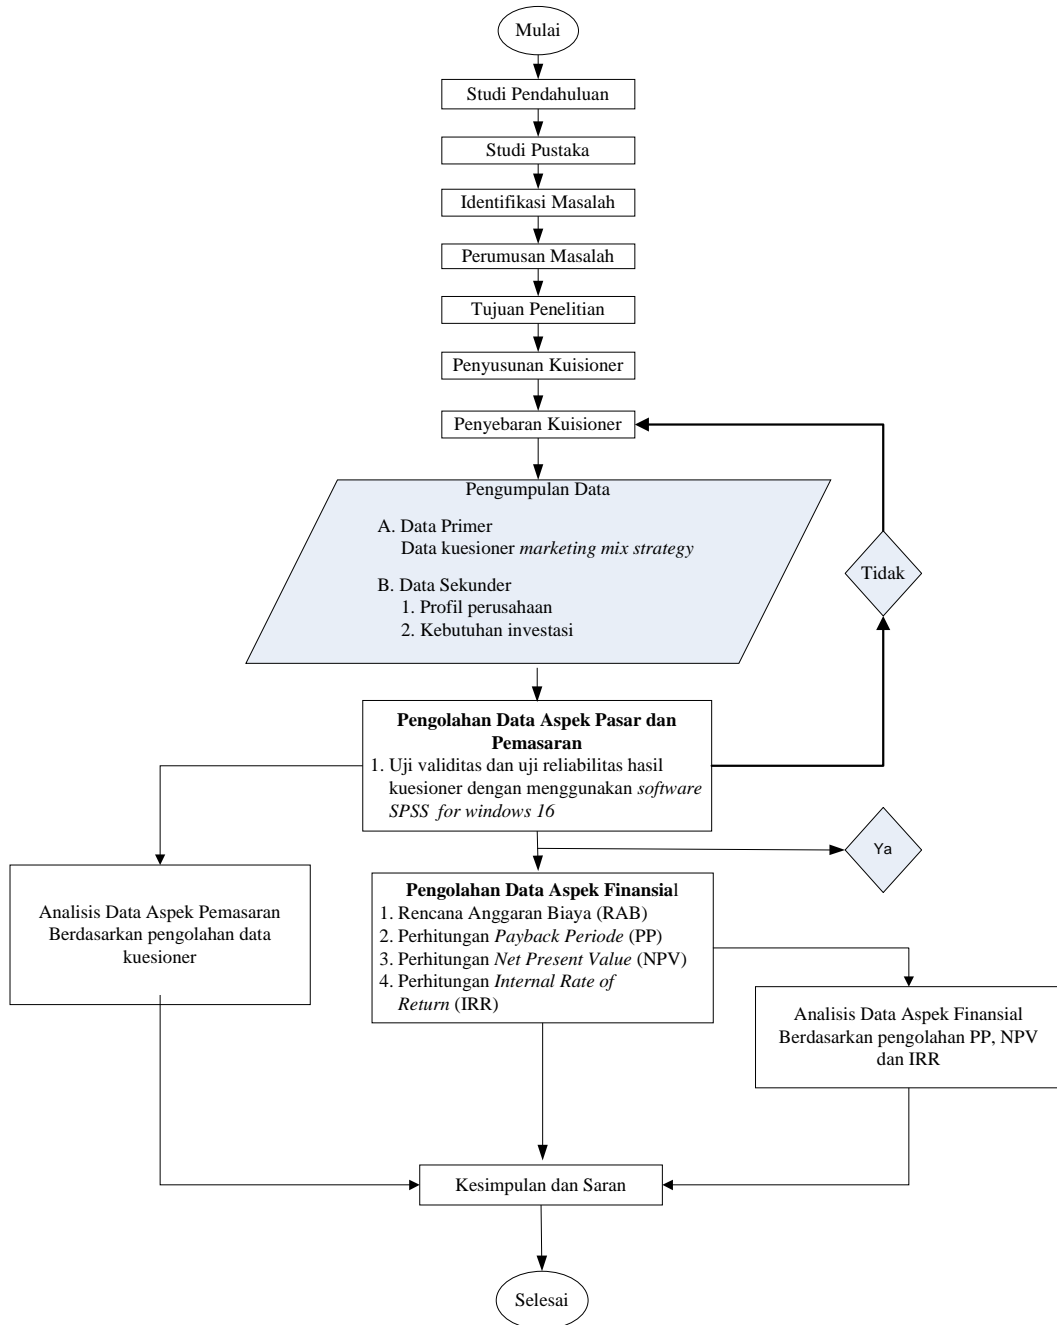 Mulai
Studi Pendahuluan
Studi Pustaka
Identifikasi Masalah
Perumusan Masalah
Tujuan Penelitian
Penyusunan Kuisioner
Penyebaran Kuisioner
Pengumpulan Data
A. Data Primer
Data kuesioner marketing mix strategy
B. Data Sekunder
1. Profil perusahaan
2. Kebutuhan investasi
Tidak
Pengolahan Data Aspek Pasar dan
Pemasaran
1. Uji validitas dan uji reliabilitas hasil
kuesioner dengan menggunakan software
SPSS for windows 16
Ya
Analisis Data Aspek Pemasaran
Berdasarkan pengolahan data
kuesioner
Pengolahan Data Aspek Finansial
1. Rencana Anggaran Biaya (RAB)
2. Perhitungan Payback Periode (PP)
3. Perhitungan Net Present Value (NPV)
4. Perhitungan Internal Rate of
Return (IRR)
Analisis Data Aspek Finansial
Berdasarkan pengolahan PP, NPV
dan IRR
Kesimpulan dan Saran
Selesai